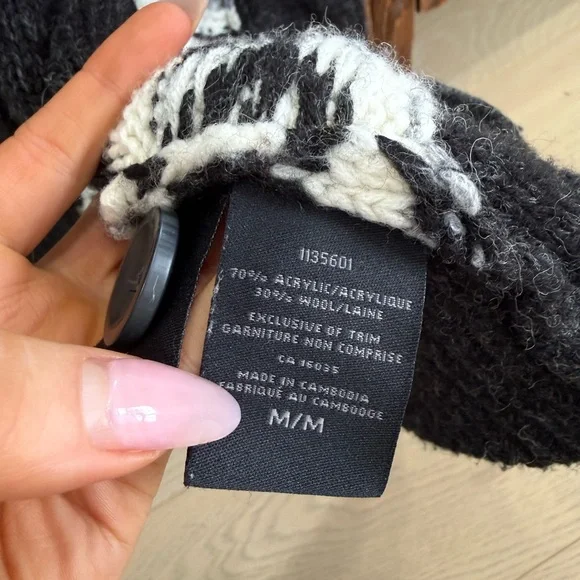 1135601
70% ACRYLIC/ACRYLIQUE
30% WOOL/LAINE
EXCLUSIVE OF TRIM
GARNITURE NON COMPRISE
CA 16035
MADE IN CAMBODIA
FABRIQUÉ AU CAMBODGE
M/M